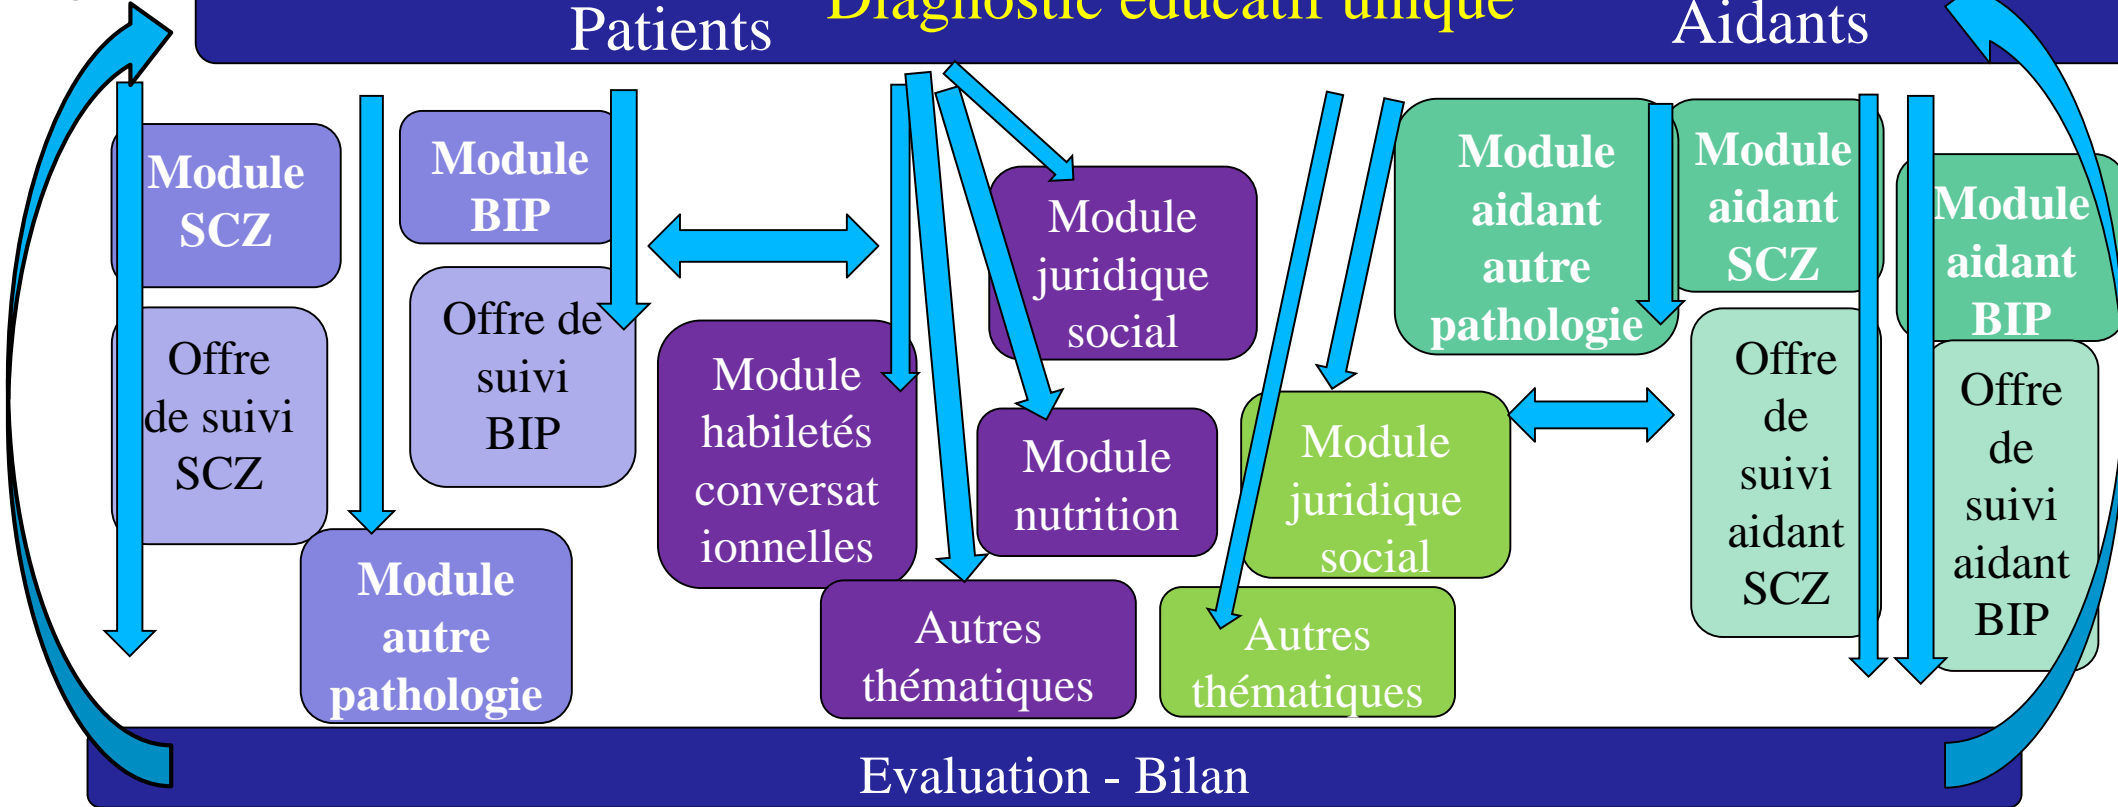 Diagnostic éducatif unique
Patients
Aidants
Module
SCZ
Offre
de suivi
SCZ
Module
BIP
Offre de
suivi
BIP
Module
autre
pathologie
Module
habiletés
conversat
ionnelles
Module
juridique
social
Module
nutrition
Autres
thématiques
Module
juridique
social
Autres
thématiques
Module
aidant
autre
pathologie
Module
aidant
SCZ
Offre
de
suivi
aidant
SCZ
Module
aidant
BIP
Offre
de
suivi
aidant
BIP
Evaluation - Bilan